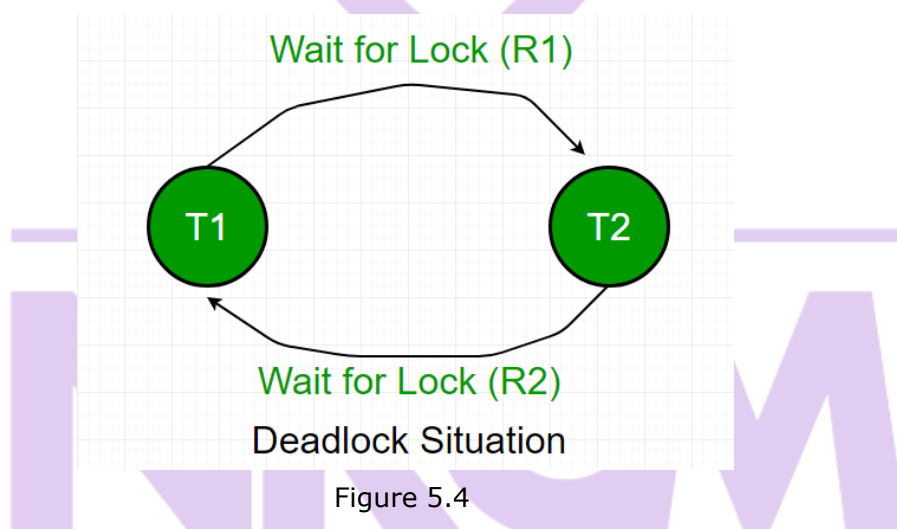 Wait for Lock (R1)
T1
T2
Wait for Lock (R2)
Deadlock Situation
Figure 5.4